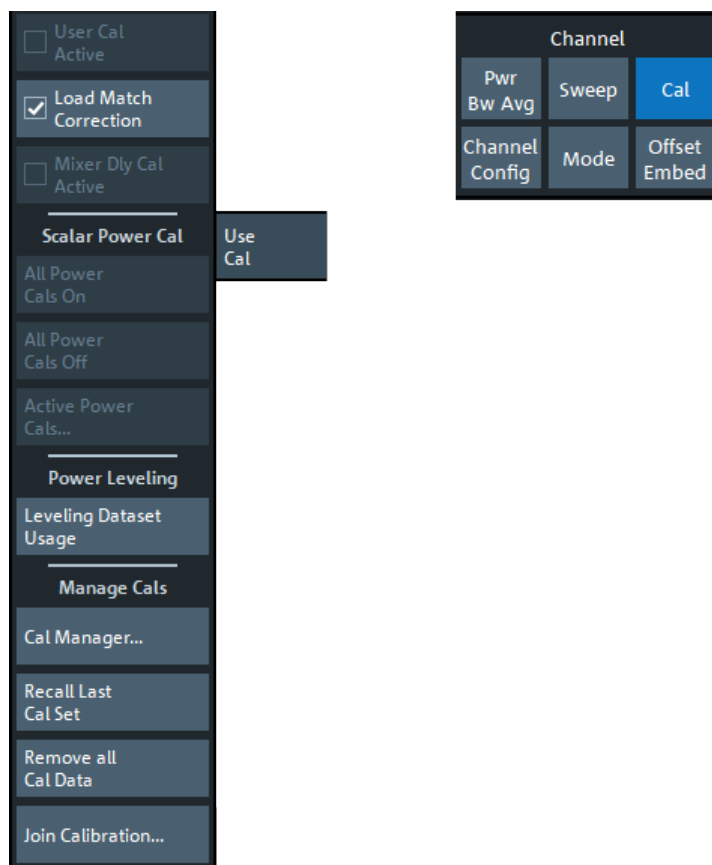 User Cal
Active
Load Match
Correction
Mixer Dly Cal
Active
Scalar Power Cal
All Power
Cals On
All Power
Cals Off
Active Power
Cals...
Power Leveling
Leveling Dataset
Usage
Manage Cals
Cal Manager...
Recall Last
Cal Set
Remove all
Cal Data
Join Calibration...
Use
Cal
Channel
Pwr
Bw Avg
Sweep
Cal
Channel
Config
Mode
Offset
Embed